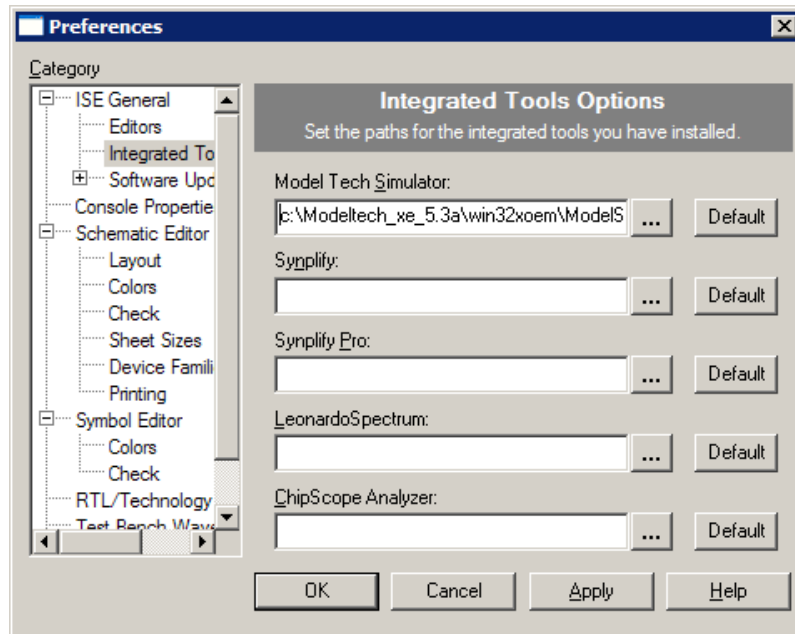 Preferences
Category
ISE General
Editors
Integrated To
Software Upd
Console Propertie
Schematic Editor
Layout
Colors
Check
Sheet Sizes
Device Famili
Printing
Symbol Editor
Colors
Check
RTL/Technology
Test Bench Wave
Integrated Tools Options
Set the paths for the integrated tools you have installed.
Model Tech Simulator:
c:\Modeltech_xe_5.3a\win32xoem\ModelS
... Default
Synplify:
... Default
Synplify Pro:
... Default
LeonardoSpectrum:
... Default
ChipScope Analyzer:
... Default
OK Cancel Apply Help